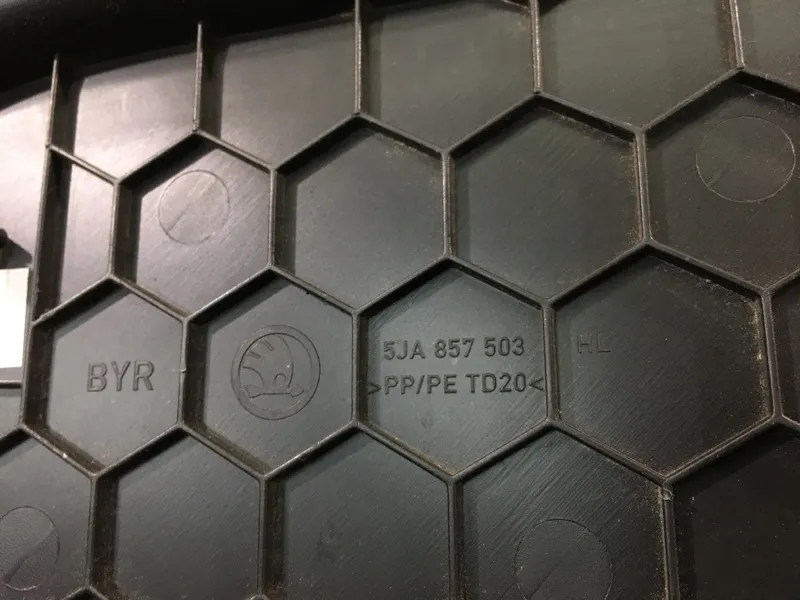 BYR
5JA 857 503
>PP/PE TD20<
HL